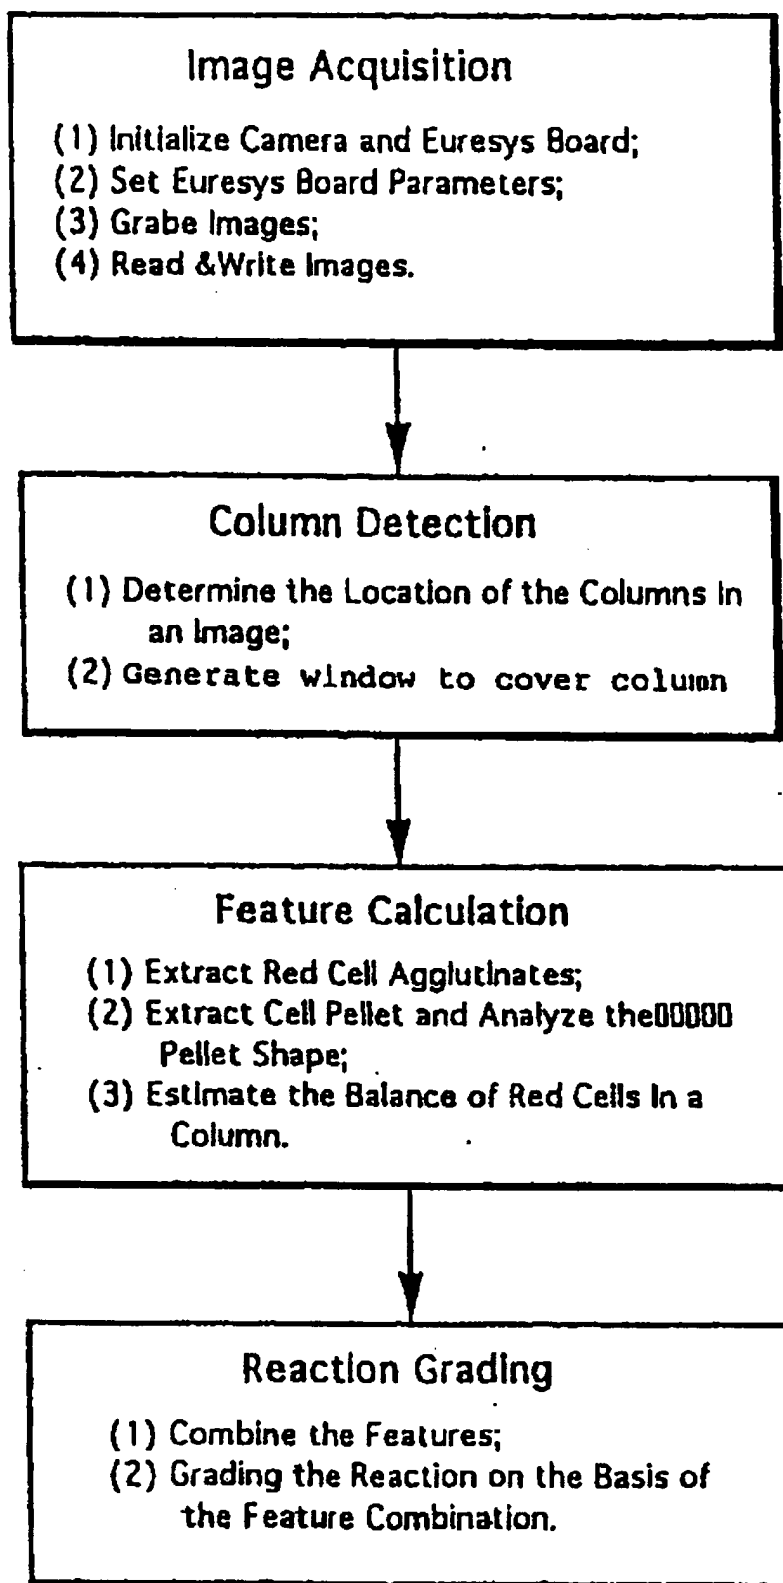 Image Acquisition
(1) Initialize Camera and Euresys Board;
(2) Set Euresys Board Parameters;
(3) Grabe Images;
(4) Read &Write Images.
Column Detection
(1) Determine the Location of the Columns in
an Image;
(2) Generate window to cover column
Feature Calculation
(1) Extract Red Cell Agglutinates;
(2) Extract Cell Pellet and Analyze the▯▯▯▯▯
Pellet Shape;
(3) Estimate the Balance of Red Cells in a
Column.
Reaction Grading
(1) Combine the Features;
(2) Grading the Reaction on the Basis of
the Feature Combination.